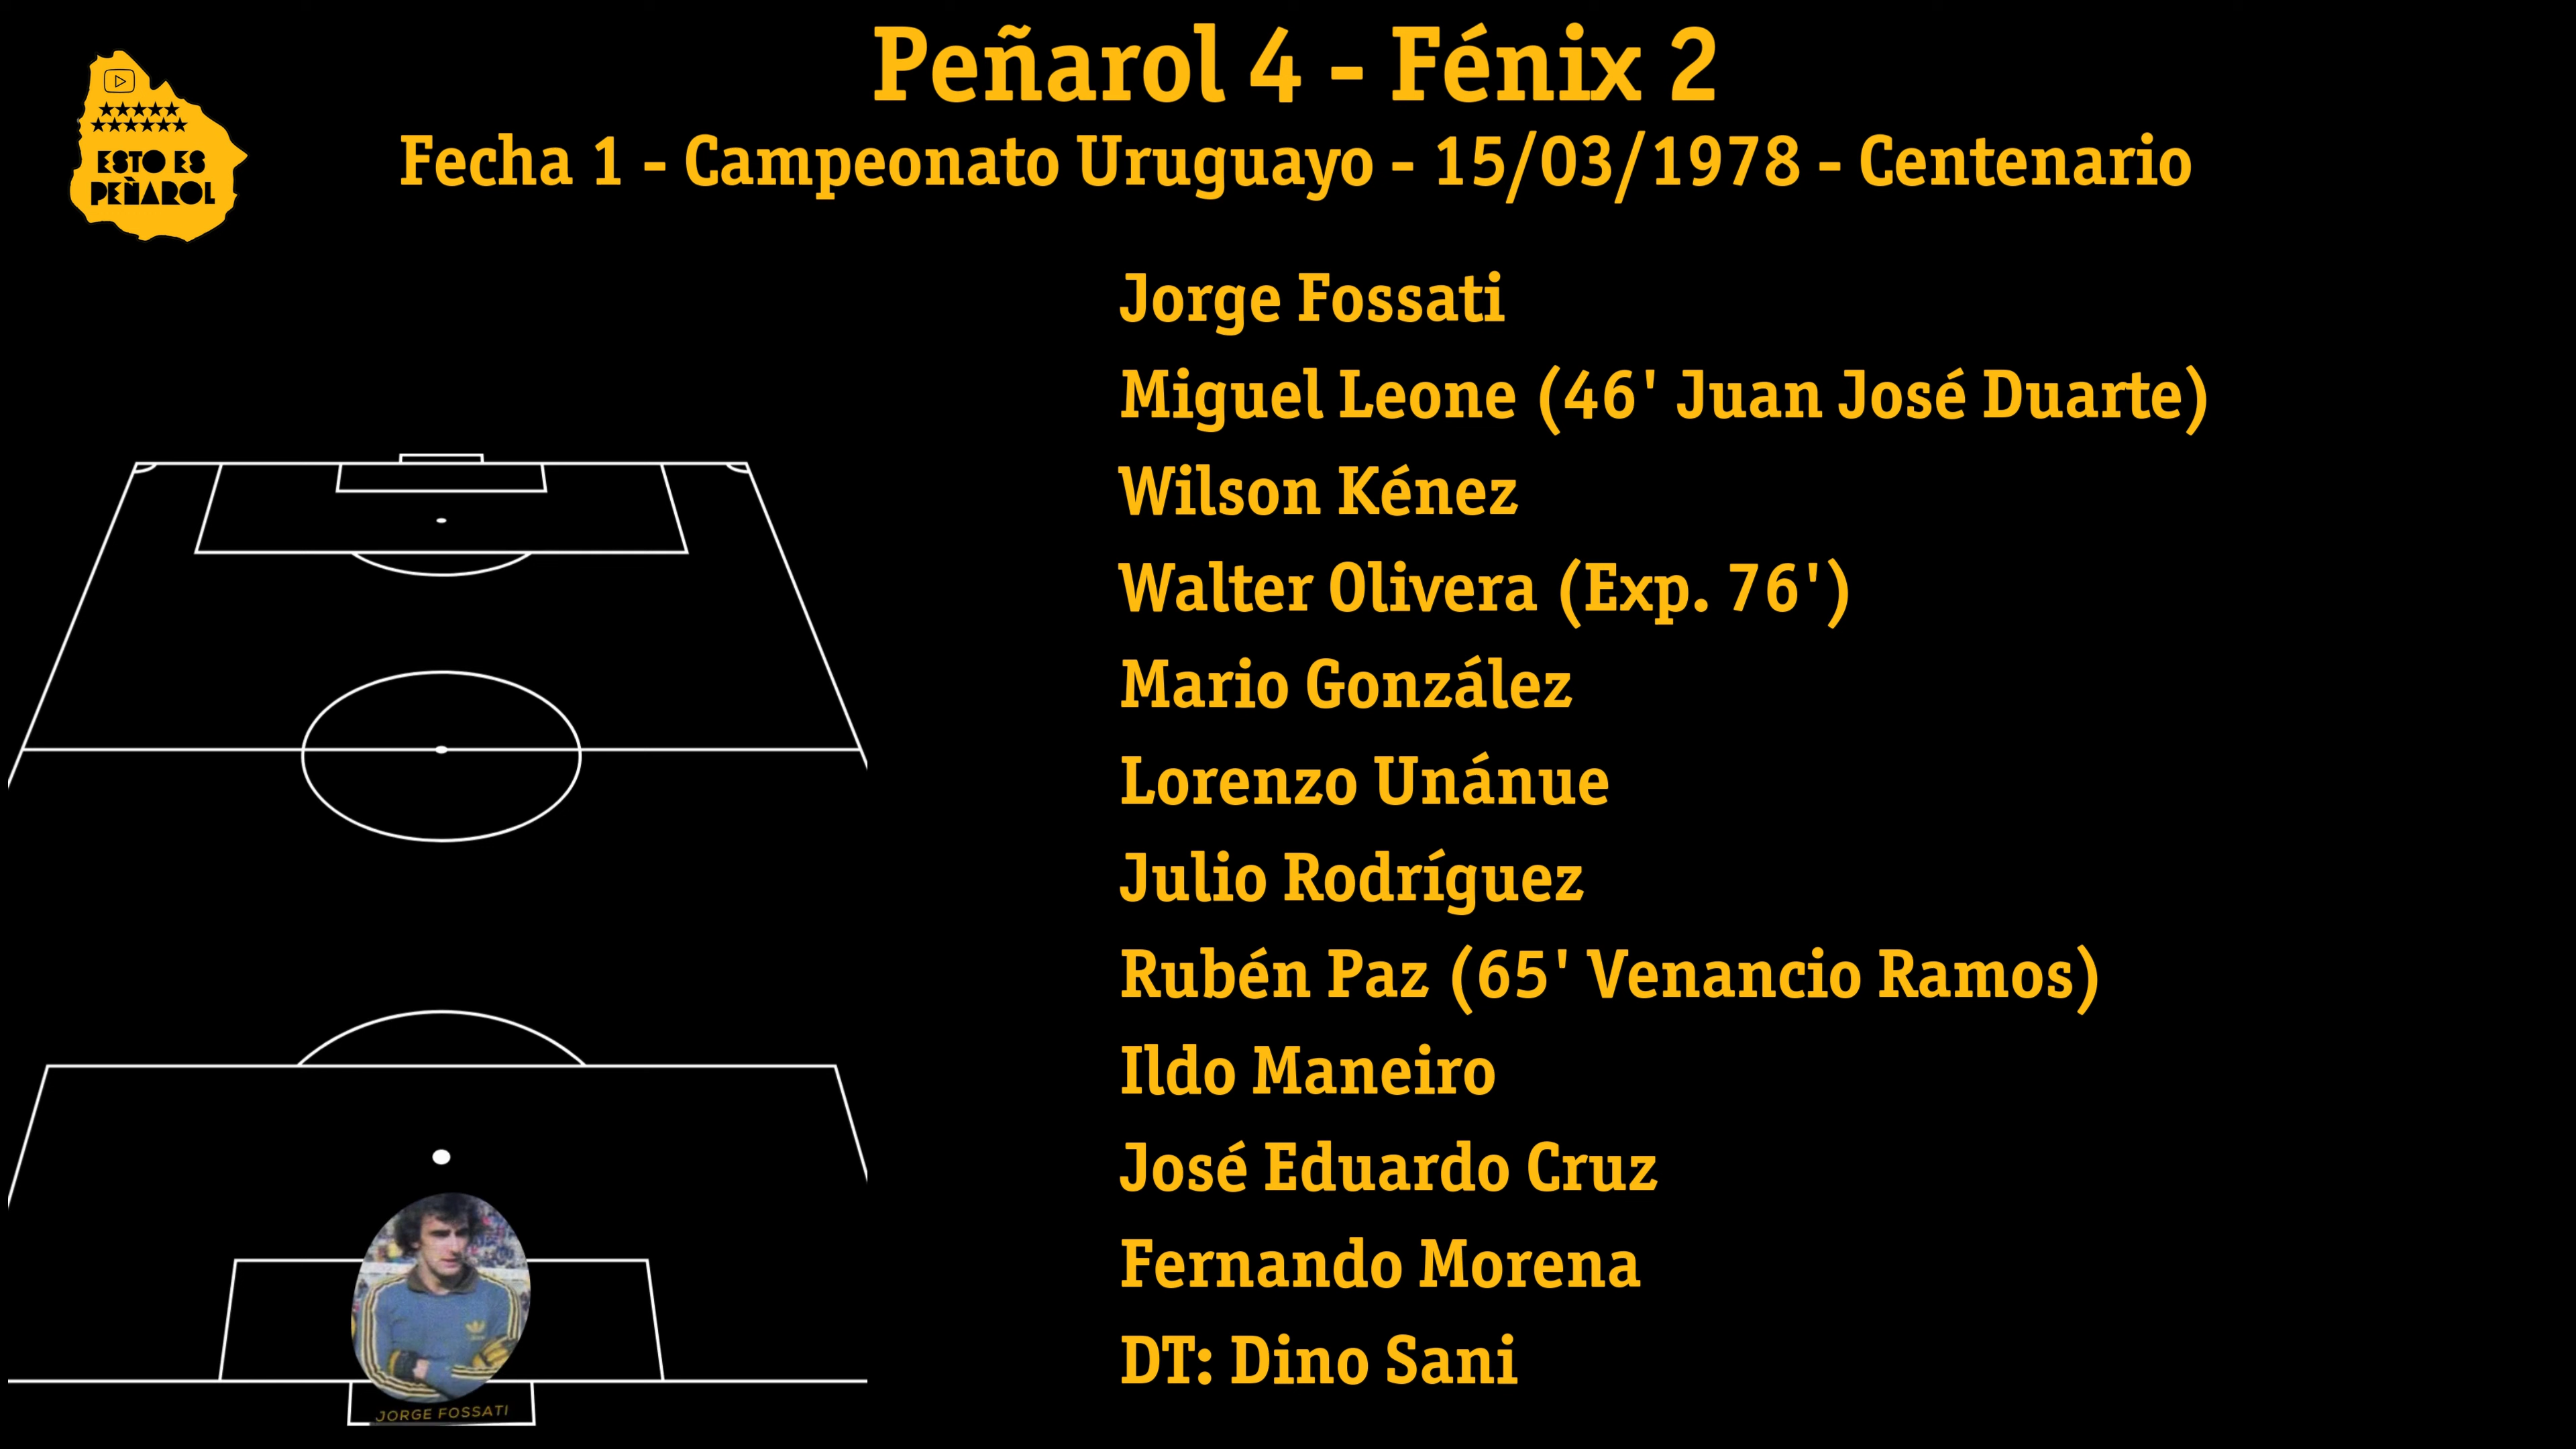 Peñarol 4 - Fénix 2
Fecha 1 - Campeonato Uruguayo - 15/03/1978 - Centenario
ESTO ES
PEÑAROL
Jorge Fossati
Miguel Leone (46' Juan José Duarte)
Wilson Kénez
Walter Olivera (Exp. 76')
Mario González
Lorenzo Unánue
Julio Rodríguez
Rubén Paz (65' Venancio Ramos)
Ildo Maneiro
José Eduardo Cruz
Fernando Morena
DT: Dino Sani
JORGE FOSSATI